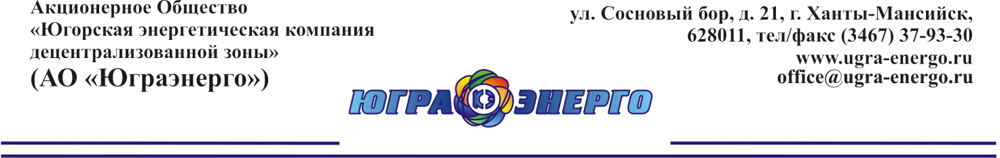 Акционерное Общество
«Югорская энергетическая компания
децентрализованной зоны»
(АО «Юграэнерго»)
ул. Сосновый бор, д. 21, г. Ханты-Мансийск,
628011, тел/факс (3467) 37-93-30
www.ugra-energo.ru
office@ugra-energo.ru
ЮГРА ЮЭ ЭНЕРГО